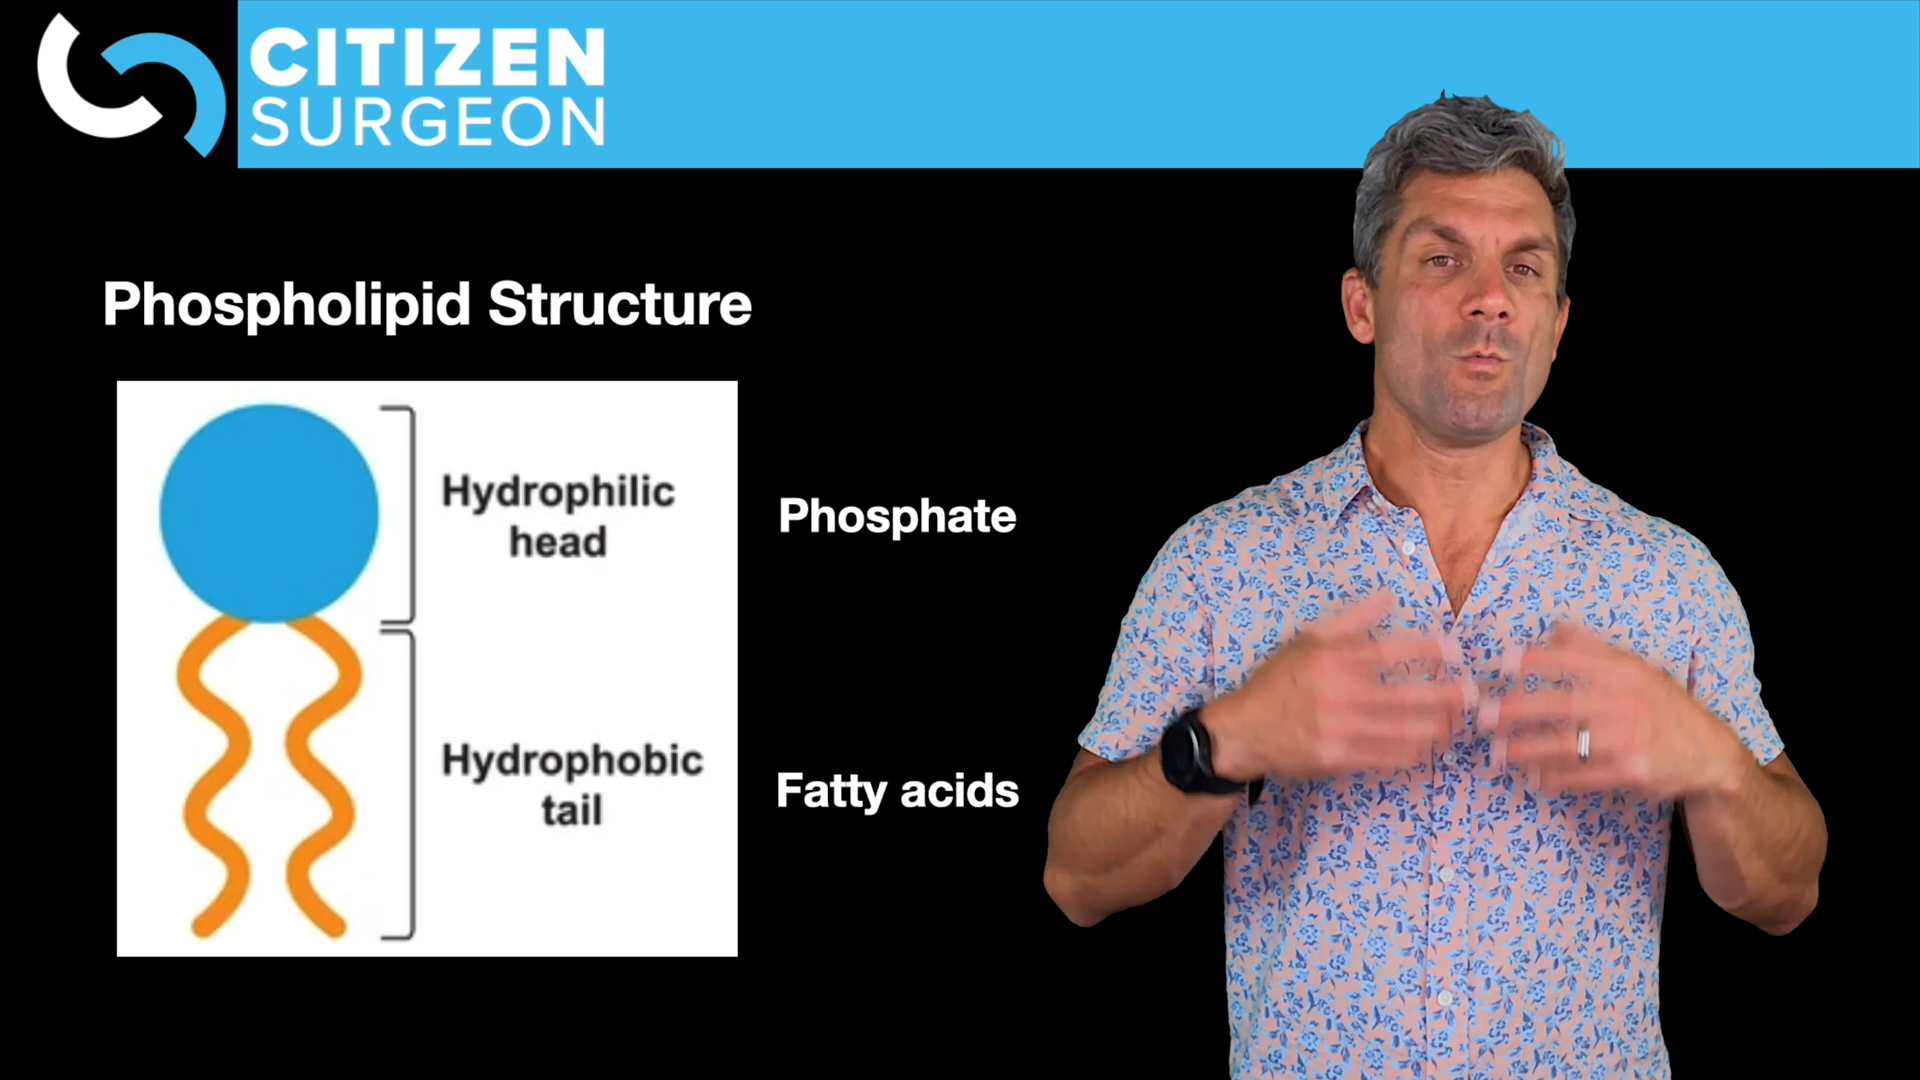 CITIZEN
SURGEON
Phospholipid Structure
Hydrophilic
head
Phosphate
Hydrophobic
tail
Fatty acids